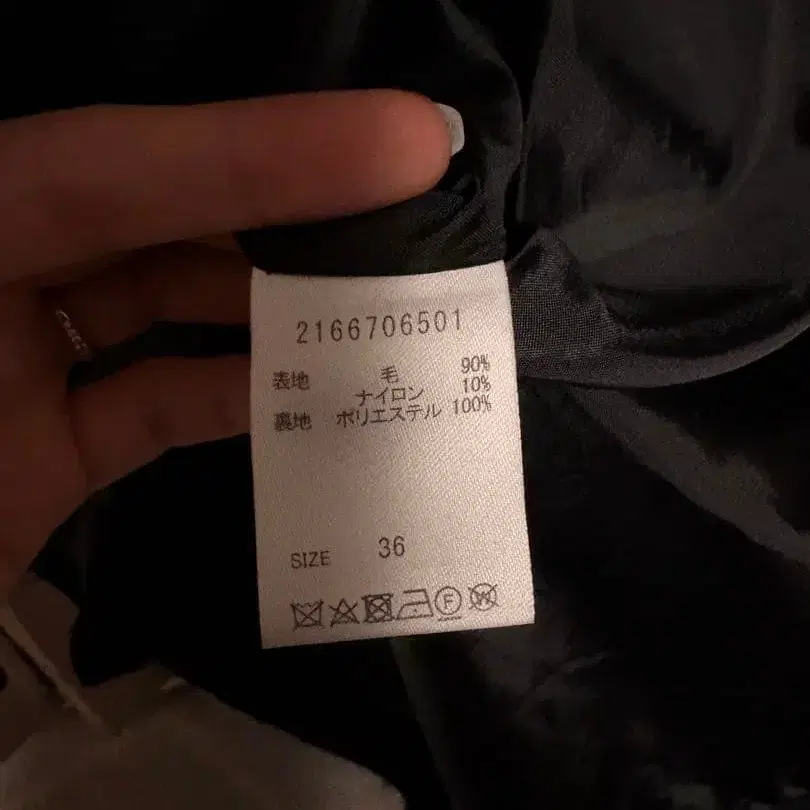 2166706501
表地 毛 90%
ナイロン 10%
裏地 ポリエステル 100%
SIZE 36
F W